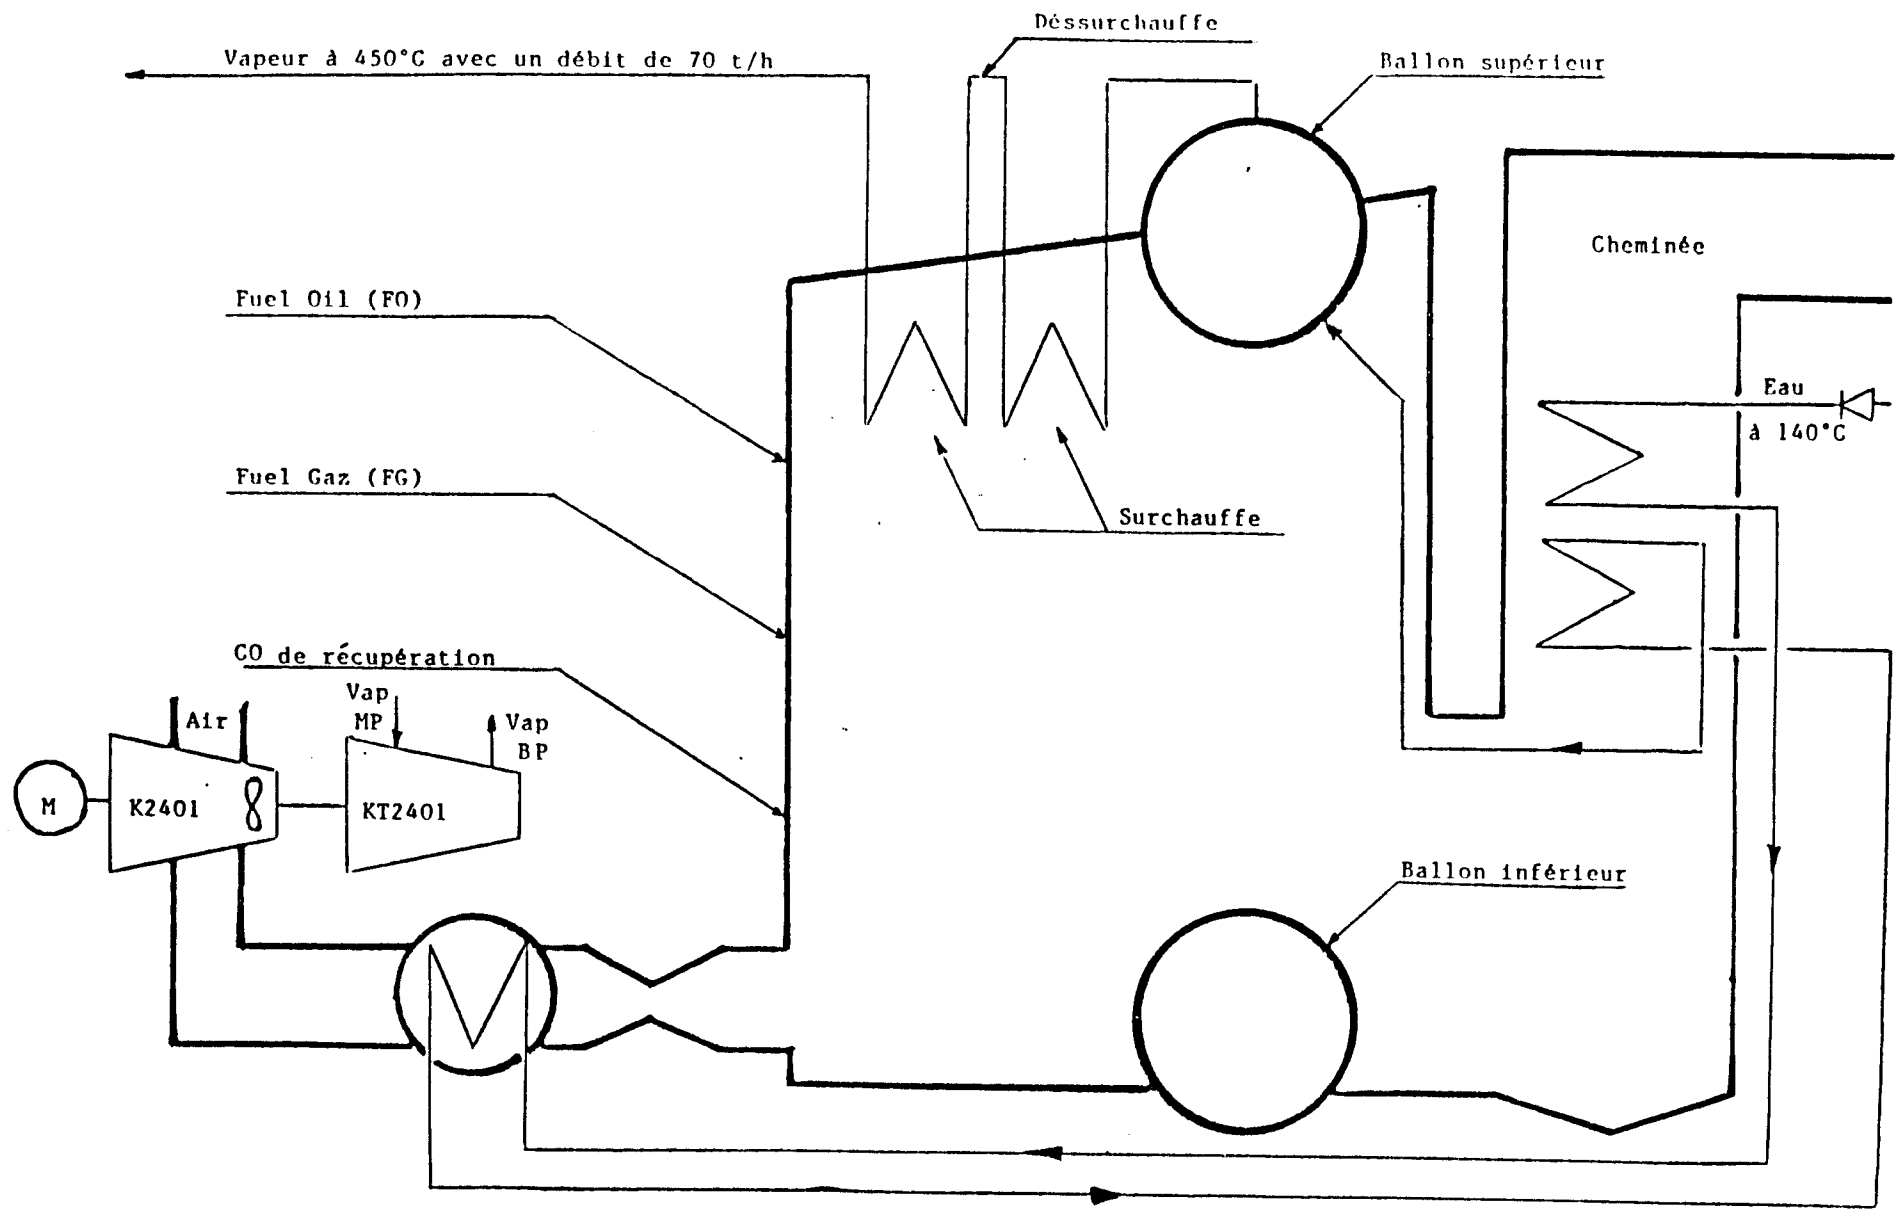 Déssurchauffe
Vapeur à 450°C avec un débit de 70 t/h
Ballon supérieur
Cheminée
Fuel Oil (FO)
Eau
à 140°C
Fuel Gaz (FG)
Surchauffe
CO de récupération
Vap
MP
Air
Vap
BP
M
K2401
KT2401
Ballon inférieur